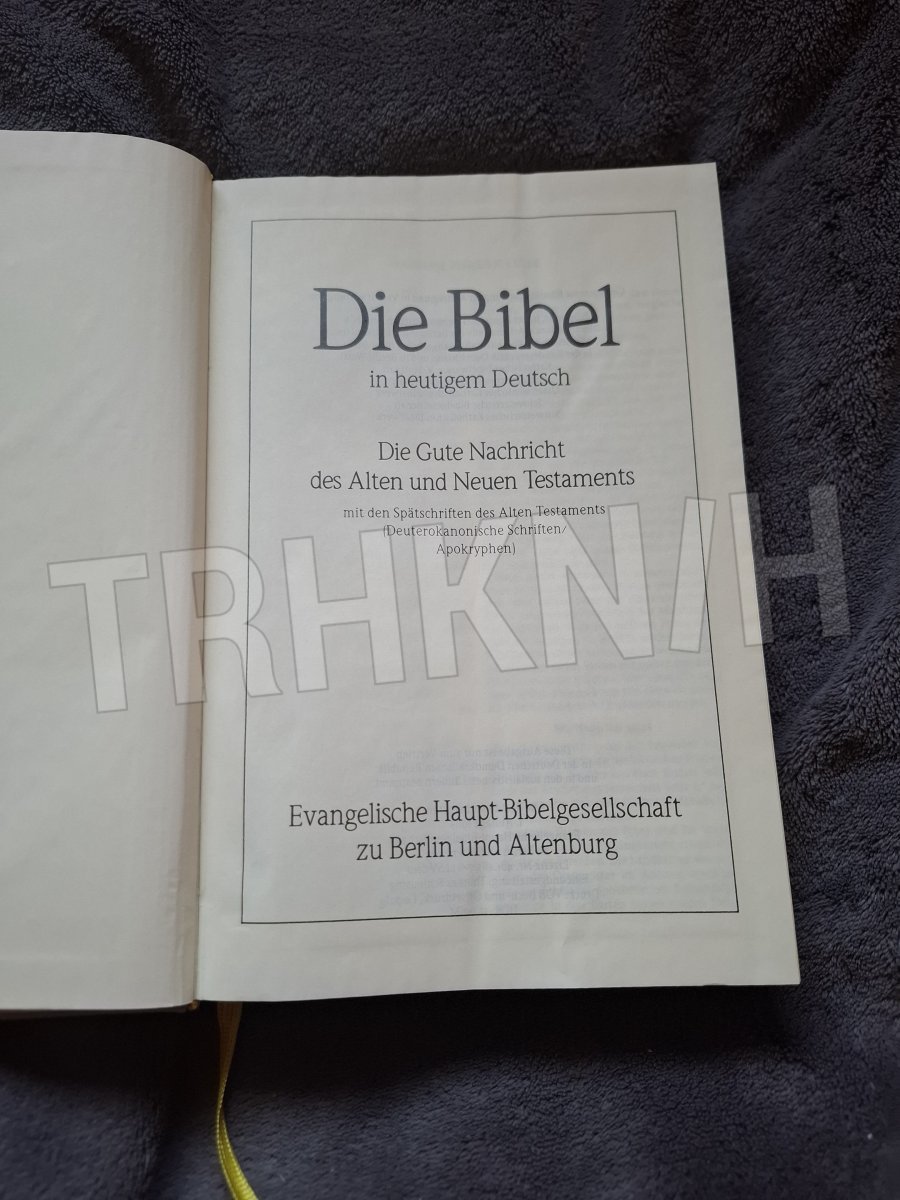 Die Bibel
in heutigem Deutsch
Die Gute Nachricht
des Alten und Neuen Testaments
mit den Spätschriften des Alten Testaments
(Deuterokanonische Schriften/
Apokryphen)
TRHKN/H
Evangelische Haupt-Bibelgesellschaft
zu Berlin und Altenburg